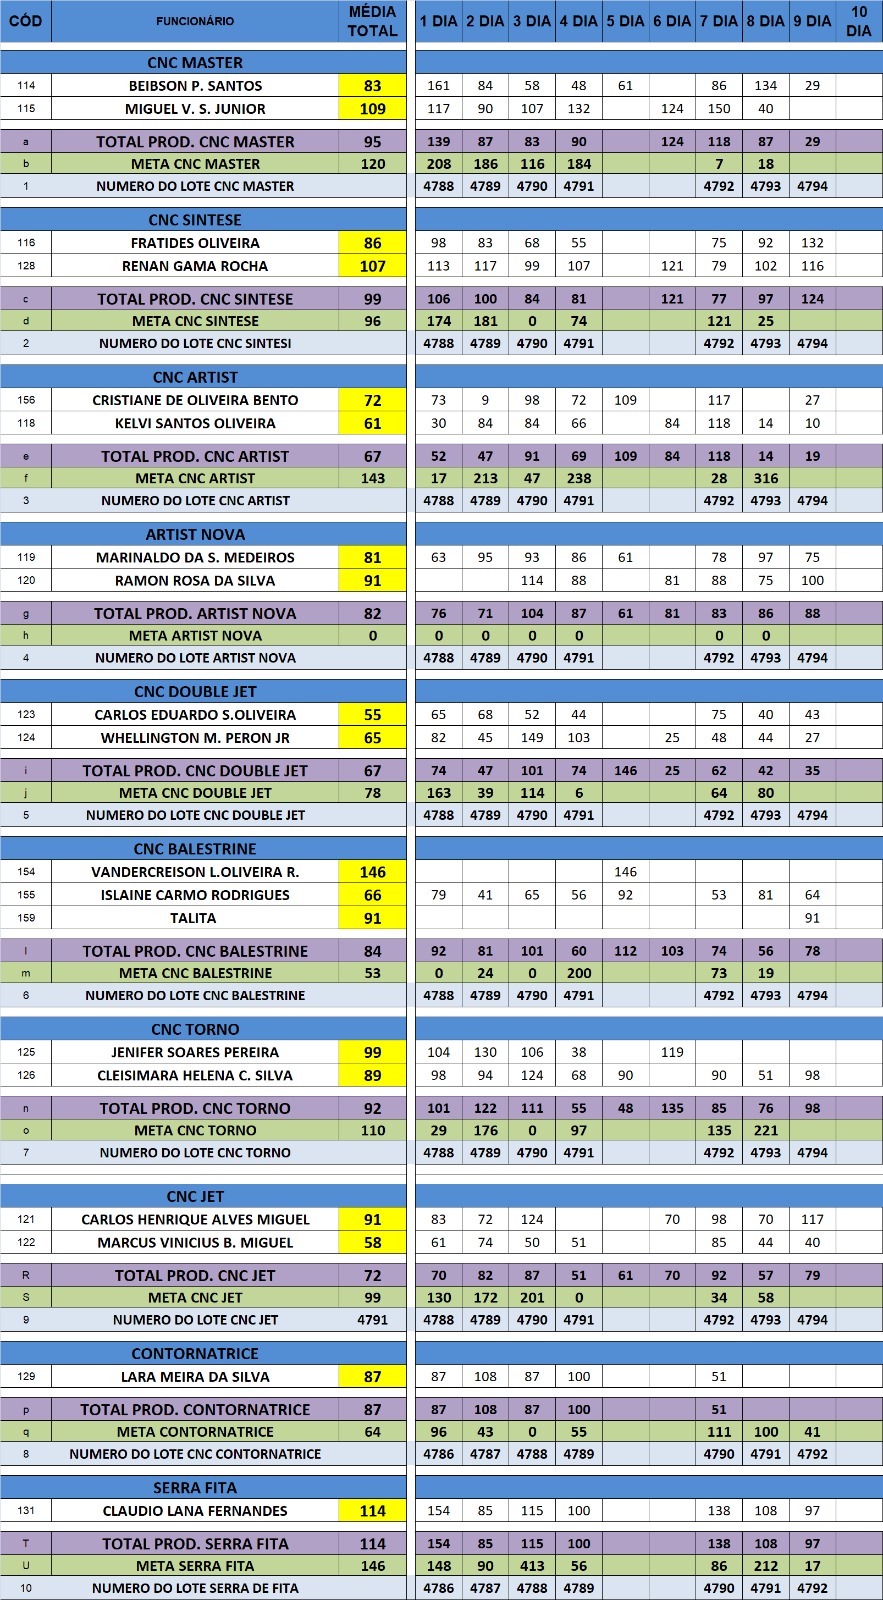 CÓD FUNCIONÁRIO MÉDIA TOTAL 1 DIA 2 DIA 3 DIA 4 DIA 5 DIA 6 DIA 7 DIA 8 DIA 9 DIA 10 DIA
CNC MASTER
114 BEIBSON P. SANTOS 83 161 84 58 48 61 86 134 29
115 MIGUEL V. S. JUNIOR 109 117 90 107 132 124 150 40
a TOTAL PROD. CNC MASTER 95 139 87 83 90 124 118 87 29
b META CNC MASTER 120 208 186 116 184 7 18
1 NUMERO DO LOTE CNC MASTER 4788 4789 4790 4791 4792 4793 4794
CNC SINTESE
116 FRATIDES OLIVEIRA 86 98 83 68 55 75 92 132
128 RENAN GAMA ROCHA 107 113 117 99 107 121 79 102 116
c TOTAL PROD. CNC SINTESE 99 106 100 84 81 121 77 97 124
d META CNC SINTESE 96 174 181 0 74 121 25
2 NUMERO DO LOTE CNC SINTESI 4788 4789 4790 4791 4792 4793 4794
CNC ARTIST
156 CRISTIANE DE OLIVEIRA BENTO 72 73 9 98 72 109 117 27
118 KELVI SANTOS OLIVEIRA 61 30 84 84 66 84 118 14 10
e TOTAL PROD. CNC ARTIST 67 52 47 91 69 109 84 118 14 19
f META CNC ARTIST 143 17 213 47 238 28 316
3 NUMERO DO LOTE CNC ARTIST 4788 4789 4790 4791 4792 4793 4794
ARTIST NOVA
119 MARINALDO DA S. MEDEIROS 81 63 95 93 86 61 78 97 75
120 RAMON ROSA DA SILVA 91 114 88 81 88 75 100
g TOTAL PROD. ARTIST NOVA 82 76 71 104 87 61 81 83 86 88
h META ARTIST NOVA 0 0 0 0 0 0 0
4 NUMERO DO LOTE ARTIST NOVA 4788 4789 4790 4791 4792 4793 4794
CNC DOUBLE JET
123 CARLOS EDUARDO S.OLIVEIRA 55 65 68 52 44 75 40 43
124 WHELLINGTON M. PERON JR 65 82 45 149 103 25 48 44 27
i TOTAL PROD. CNC DOUBLE JET 67 74 47 101 74 146 25 62 42 35
j META CNC DOUBLE JET 78 163 39 114 6 64 80
5 NUMERO DO LOTE CNC DOUBLE JET 4788 4789 4790 4791 4792 4793 4794
CNC BALESTRINE
154 VANDERCREISON L.OLIVEIRA R. 146 146
155 ISLAINE CARMO RODRIGUES 66 79 41 65 56 92 53 81 64
159 TALITA 91 91
l TOTAL PROD. CNC BALESTRINE 84 92 81 101 60 112 103 74 56 78
m META CNC BALESTRINE 53 0 24 0 200 73 19
6 NUMERO DO LOTE CNC BALESTRINE 4788 4789 4790 4791 4792 4793 4794
CNC TORNO
125 JENIFER SOARES PEREIRA 99 104 130 106 38 119
126 CLEISIMARA HELENA C. SILVA 89 98 94 124 68 90 90 51 98
n TOTAL PROD. CNC TORNO 92 101 122 111 55 48 135 85 76 98
o META CNC TORNO 110 29 176 0 97 135 221
7 NUMERO DO LOTE CNC TORNO 4788 4789 4790 4791 4792 4793 4794
CNC JET
121 CARLOS HENRIQUE ALVES MIGUEL 91 83 72 124 70 98 70 117
122 MARCUS VINICIUS B. MIGUEL 58 61 74 50 51 85 44 40
R TOTAL PROD. CNC JET 72 70 82 87 51 61 70 92 57 79
S META CNC JET 99 130 172 201 0 34 58
9 NUMERO DO LOTE CNC JET 4791 4788 4789 4790 4791 4792 4793 4794
CONTORNATRICE
129 LARA MEIRA DA SILVA 87 87 108 87 100 51
p TOTAL PROD. CONTORNATRICE 87 87 108 87 100 51
q META CONTORNATRICE 64 96 43 0 55 111 100 41
8 NUMERO DO LOTE CNC CONTORNATRICE 4786 4787 4788 4789 4790 4791 4792
SERRA FITA
131 CLAUDIO LANA FERNANDES 114 154 85 115 100 138 108 97
T TOTAL PROD. SERRA FITA 114 154 85 115 100 138 108 97
U META SERRA FITA 146 148 90 413 56 86 212 17
10 NUMERO DO LOTE SERRA DE FITA 4786 4787 4788 4789 4790 4791 4792